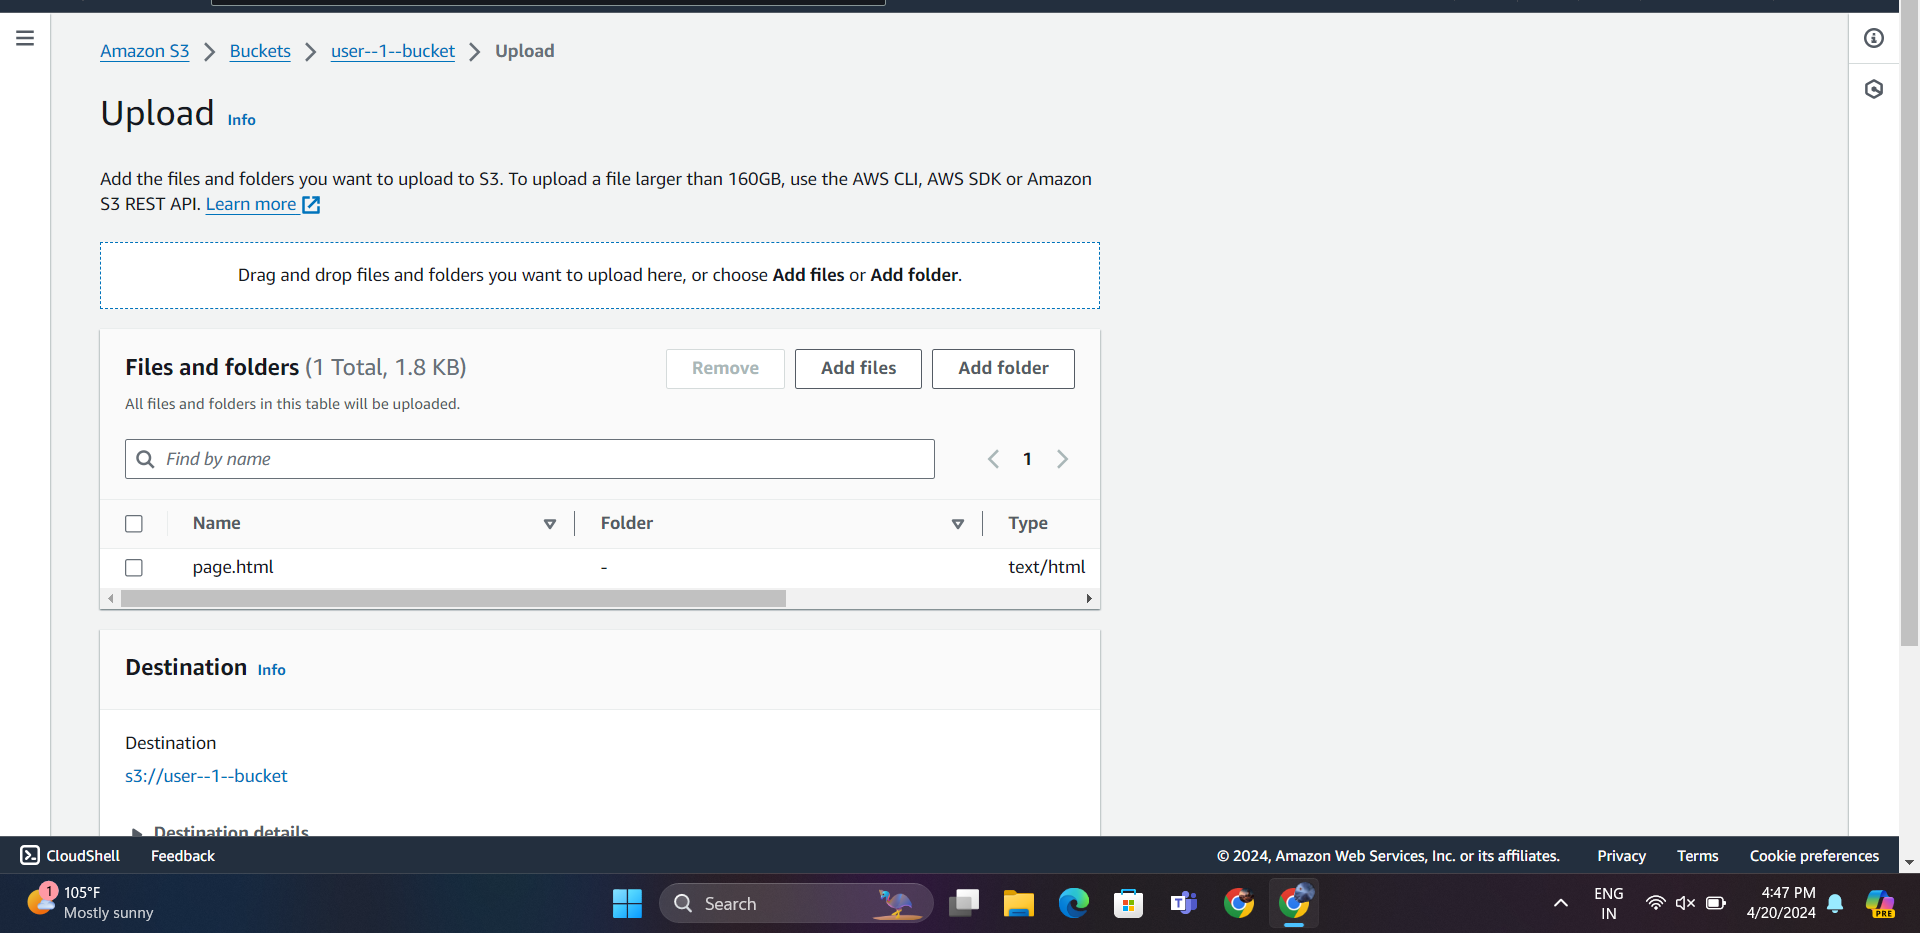 Amazon S3 > Buckets > user--1--bucket > Upload
Upload Info
Add the files and folders you want to upload to S3. To upload a file larger than 160GB, use the AWS CLI, AWS SDK or Amazon
S3 REST API. Learn more
Drag and drop files and folders you want to upload here, or choose Add files or Add folder.
Files and folders (1 Total, 1.8 KB)
Remove
Add files
Add folder
All files and folders in this table will be uploaded.
Find by name
1
Name Folder Type
page.html - text/html
Destination Info
Destination
s3://user--1--bucket
Destination details
CloudShell Feedback © 2024, Amazon Web Services, Inc. or its affiliates. Privacy Terms Cookie preferences
1
105°F
Mostly sunny
Search
ENG
IN
4:47 PM
4/20/2024
PRE